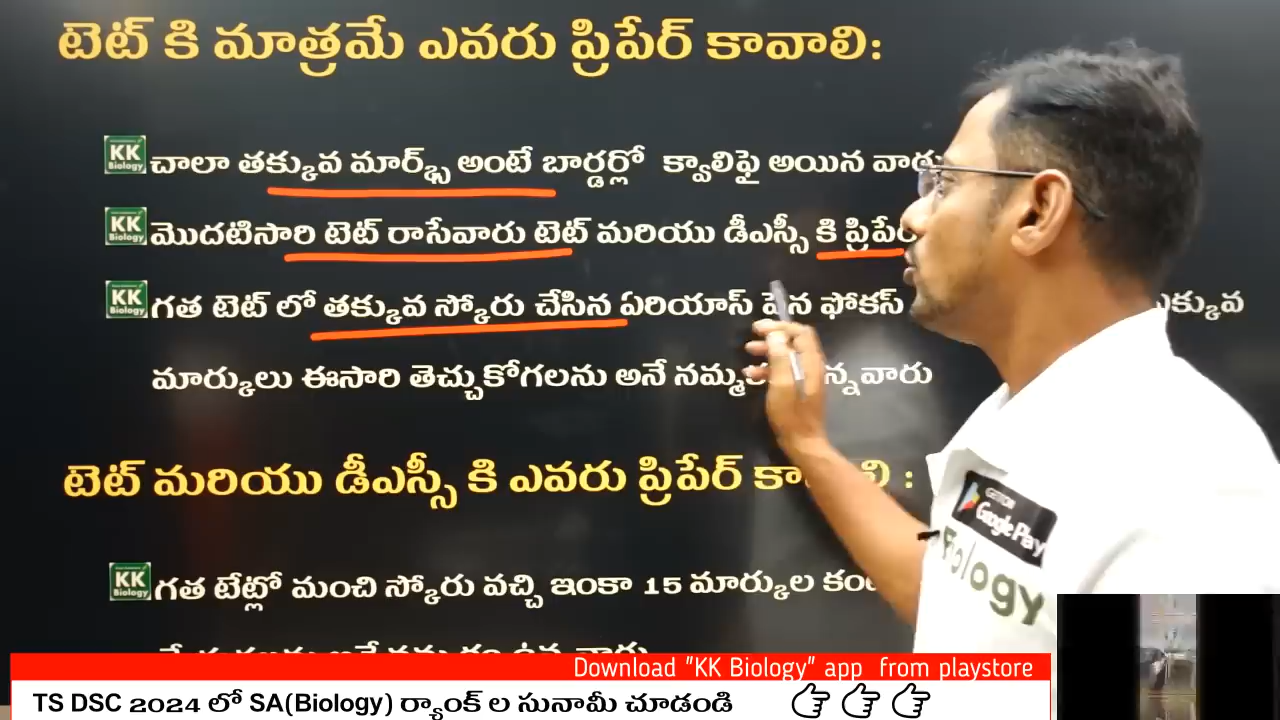 టెట్ కి మాత్రమే ఎవరు ప్రిపేర్ కావాలి:
KK Biology చాలా తక్కువ మార్క్స్ అంటే బార్డర్లో క్వాలిఫై అయిన
KK Biology మొదటిసారి టెట్ రాసేవారు టెట్ మరియు డీఎస్సీ కి
KK Biology గత టెట్ లో తక్కువ స్కోరు చేసిన ఏరియాస్ పైన ఫోకస్
మార్కులు ఈసారి తెచ్చుకోగలను అనే
టెట్ మరియు డీఎస్సీ కి ఎవరు ప్రిపేర్
KK Biology గత టేట్లో మంచి స్కోరు వచ్చి ఇంకా 15 మార్కుల
Google Pay
Biology
Download "KK Biology" app from playstore
TS DSC 2024 లో SA(Biology) ర్యాంక్ ల సునామీ చూడండి